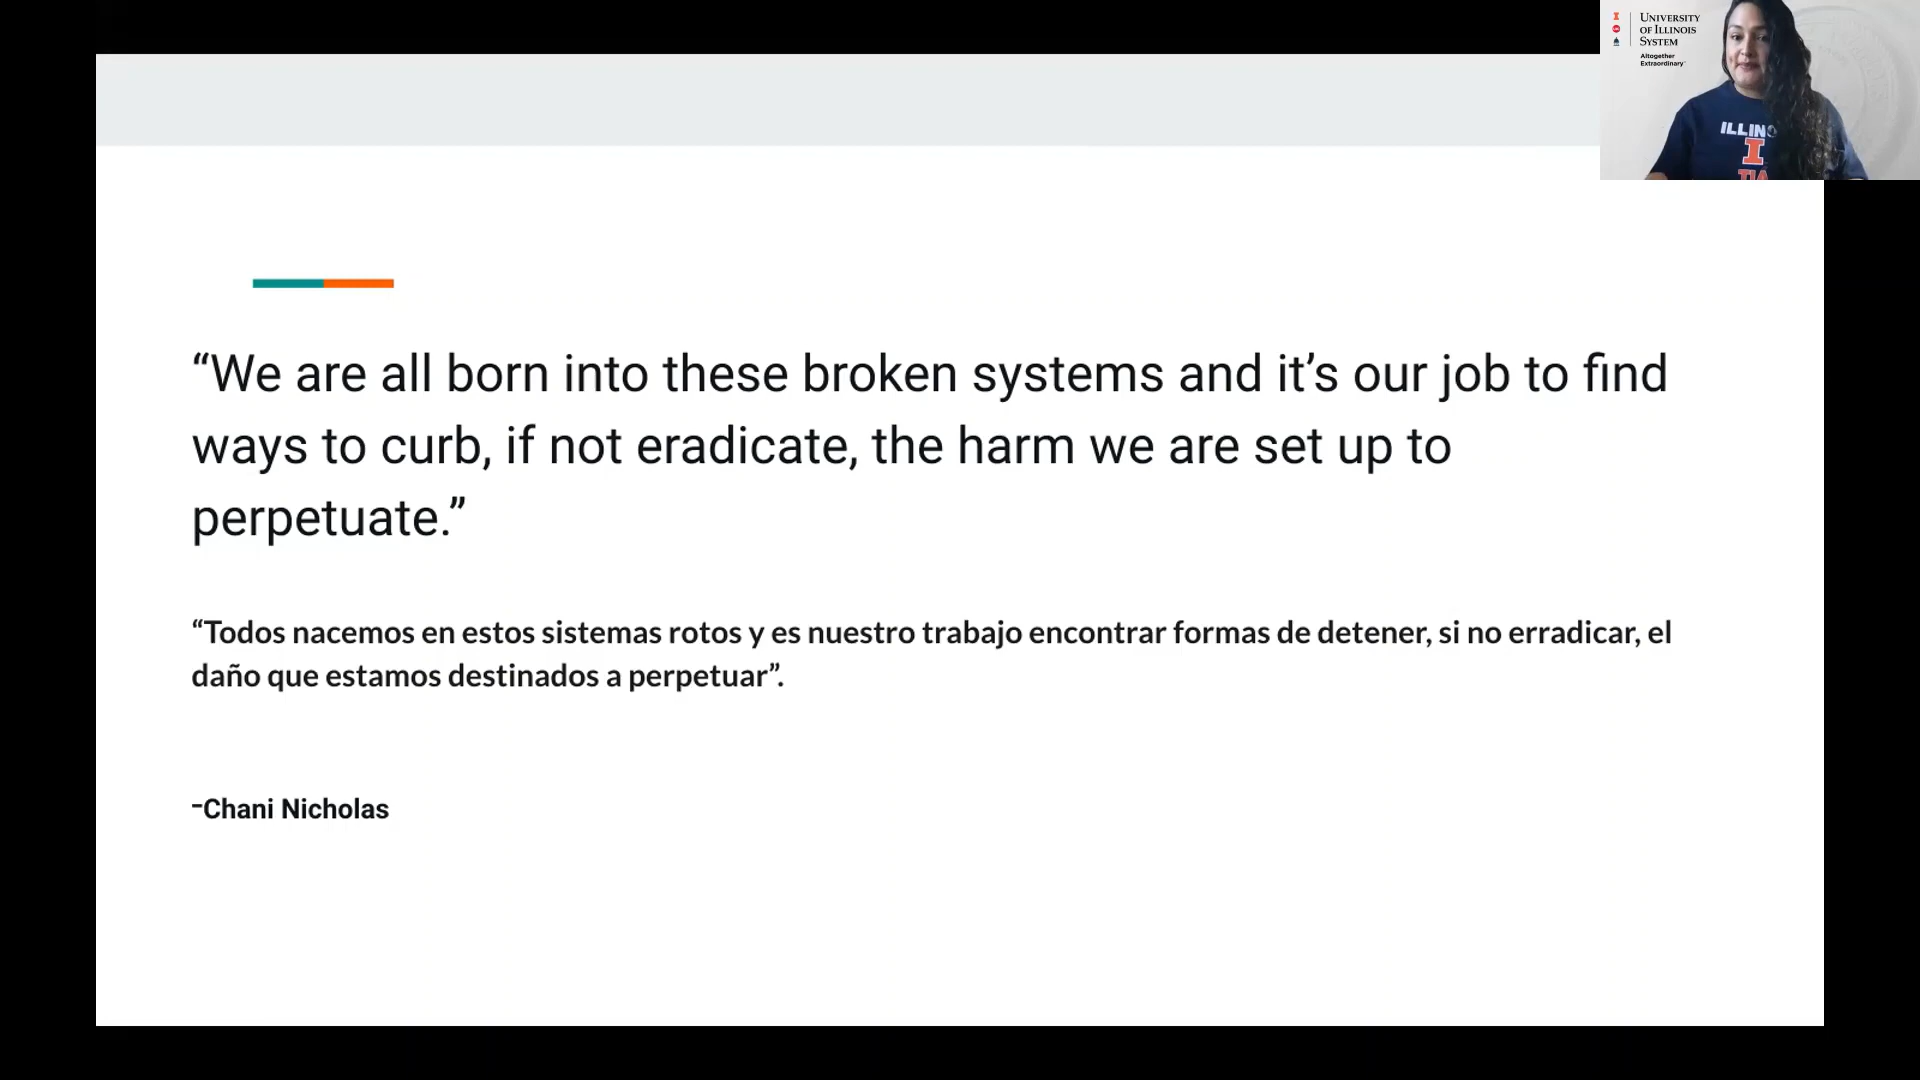 UNIVERSITY
OF ILLINOIS
SYSTEM
Altogether
Extraordinary
ILLINO
I
“We are all born into these broken systems and it’s our job to find
ways to curb, if not eradicate, the harm we are set up to
perpetuate.”
“Todos nacemos en estos sistemas rotos y es nuestro trabajo encontrar formas de detener, si no erradicar, el
daño que estamos destinados a perpetuar”.
-Chani Nicholas